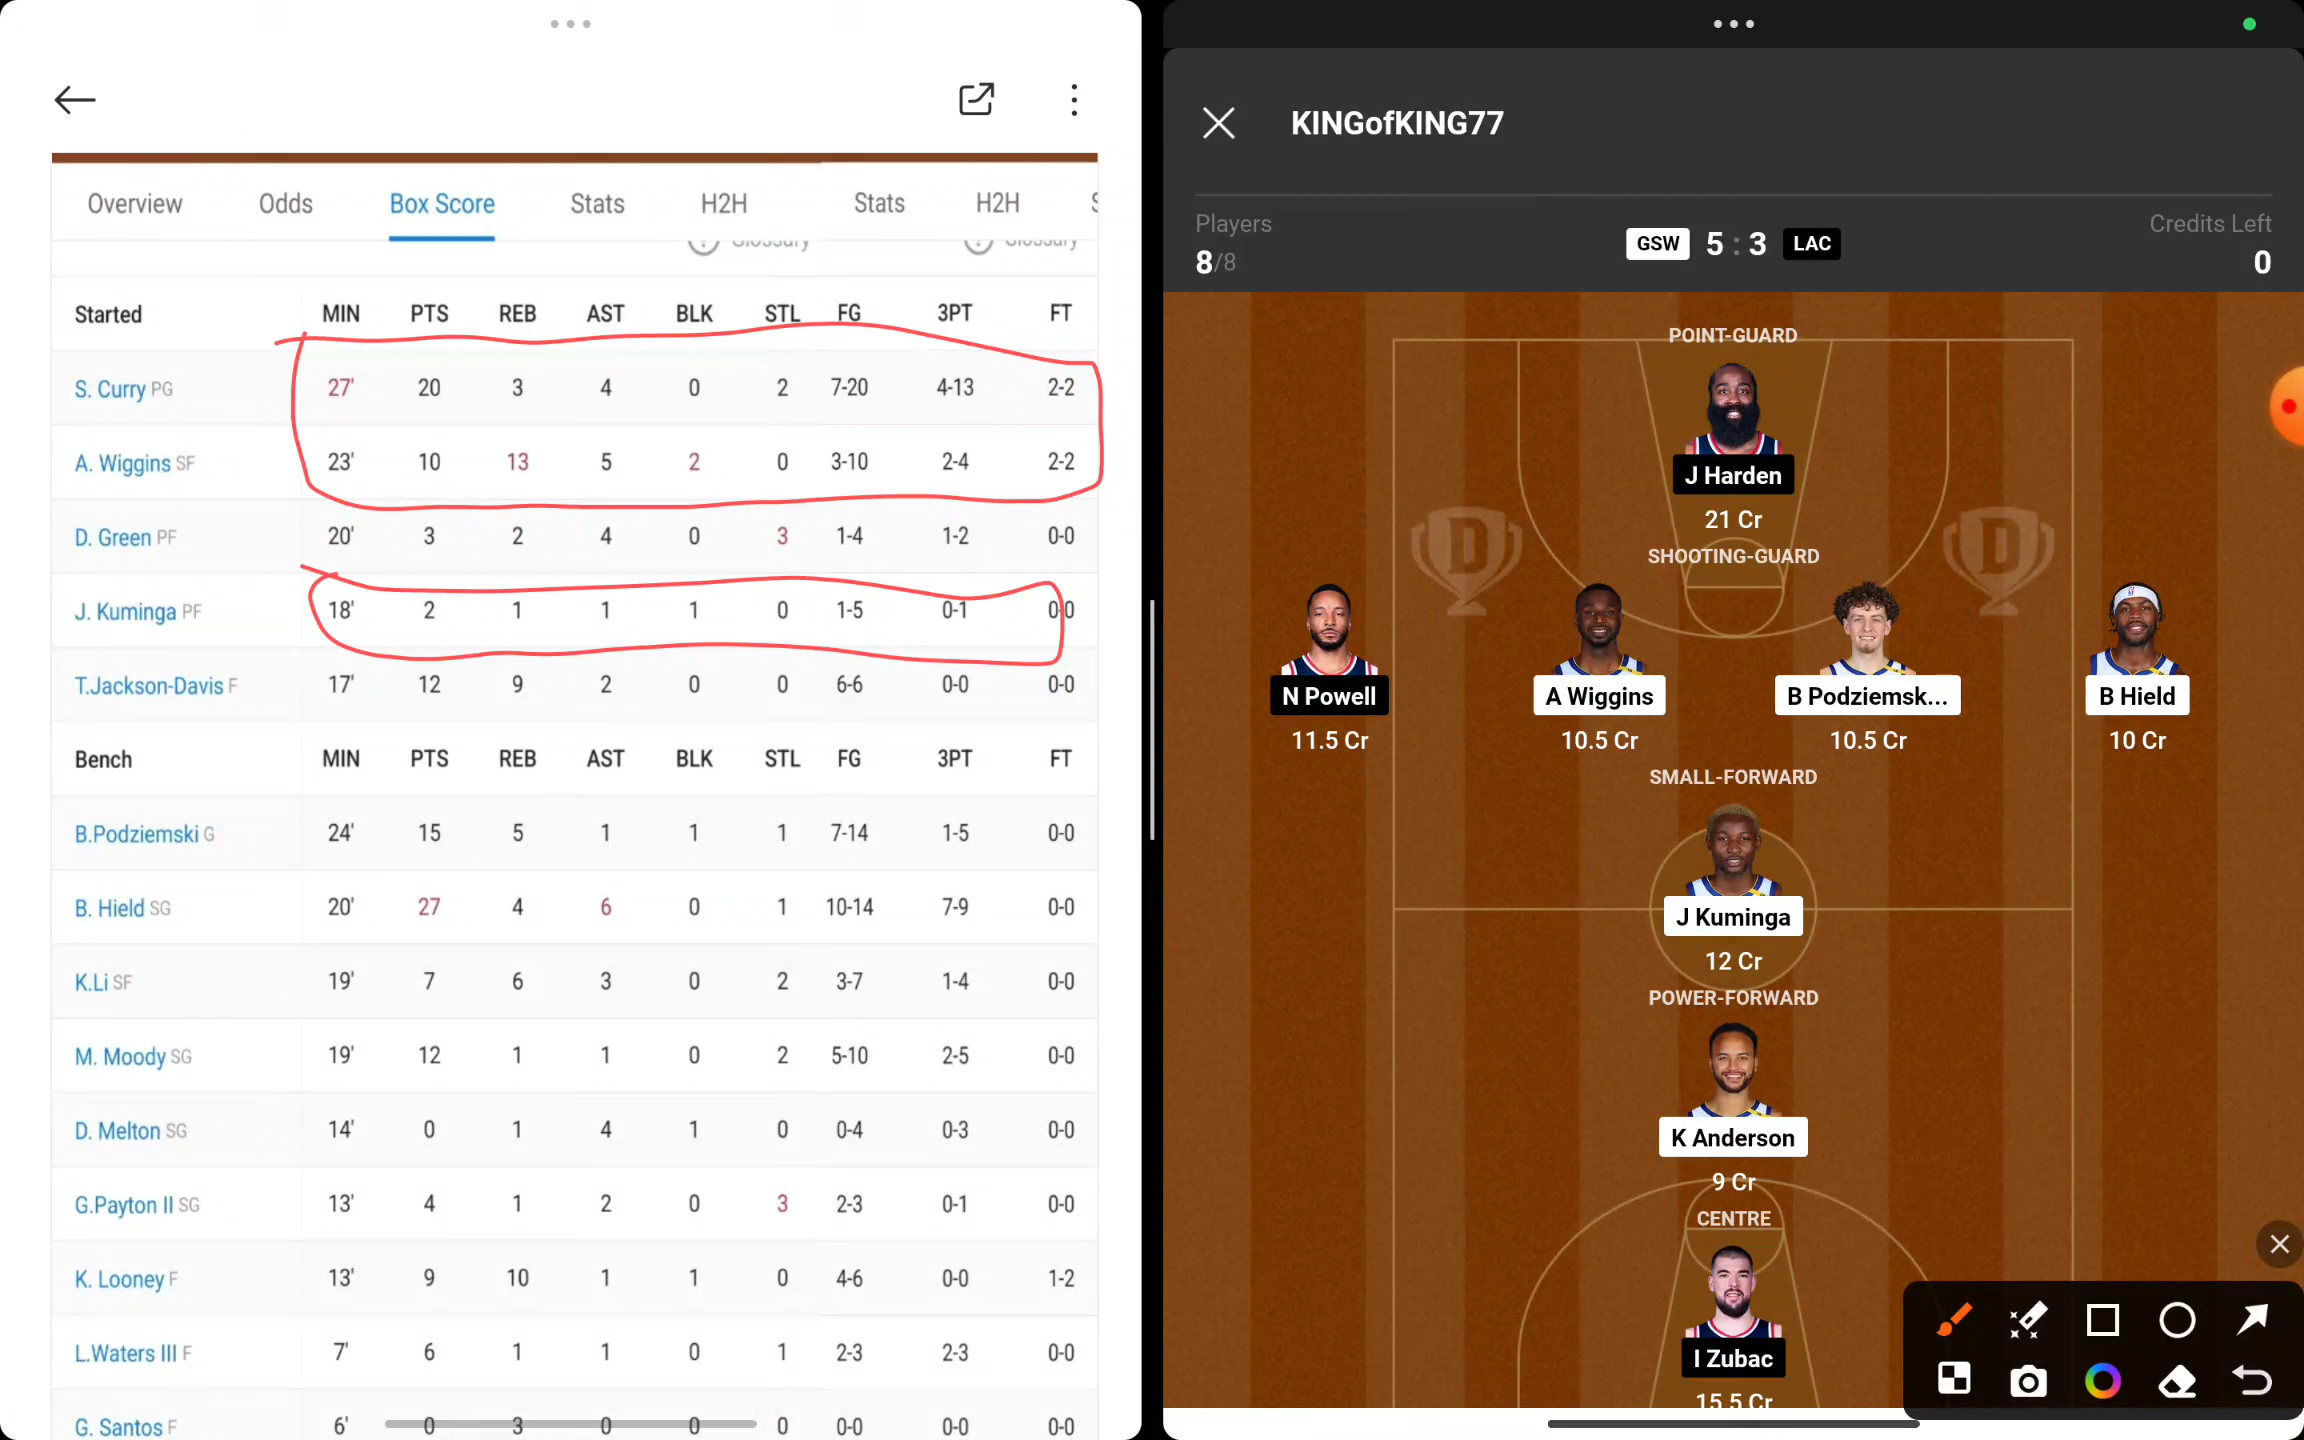 Overview Odds Box Score Stats H2H Stats H2H
Glossary Glossary
Started MIN PTS REB AST BLK STL FG 3PT FT
S. Curry PG 27' 20 3 4 0 2 7-20 4-13 2-2
A. Wiggins SF 23' 10 13 5 2 0 3-10 2-4 2-2
D. Green PF 20' 3 2 4 0 3 1-4 1-2 0-0
J. Kuminga PF 18' 2 1 1 1 0 1-5 0-1 0-0
T.Jackson-Davis F 17' 12 9 2 0 0 6-6 0-0 0-0
Bench MIN PTS REB AST BLK STL FG 3PT FT
B.Podziemski G 24' 15 5 1 1 1 7-14 1-5 0-0
B. Hield SG 20' 27 4 6 0 1 10-14 7-9 0-0
K.Li SF 19' 7 6 3 0 2 3-7 1-4 0-0
M. Moody SG 19' 12 1 1 0 2 5-10 2-5 0-0
D. Melton SG 14' 0 1 4 1 0 0-4 0-3 0-0
G.Payton II SG 13' 4 1 2 0 3 2-3 0-1 0-0
K. Looney F 13' 9 10 1 1 0 4-6 0-0 1-2
L.Waters III F 7' 6 1 1 0 1 2-3 2-3 0-0
G. Santos F 6' 0 3 0 0 0 0-0 0-0 0-0
KINGofKING77
Players Credits Left
8/8 GSW 5 : 3 LAC 0
POINT-GUARD
J Harden
21 Cr
SHOOTING-GUARD
D D
N Powell A Wiggins B Podziemsk... B Hield
11.5 Cr 10.5 Cr 10.5 Cr 10 Cr
SMALL-FORWARD
J Kuminga
12 Cr
POWER-FORWARD
K Anderson
9 Cr
CENTRE
I Zubac
15.5 Cr